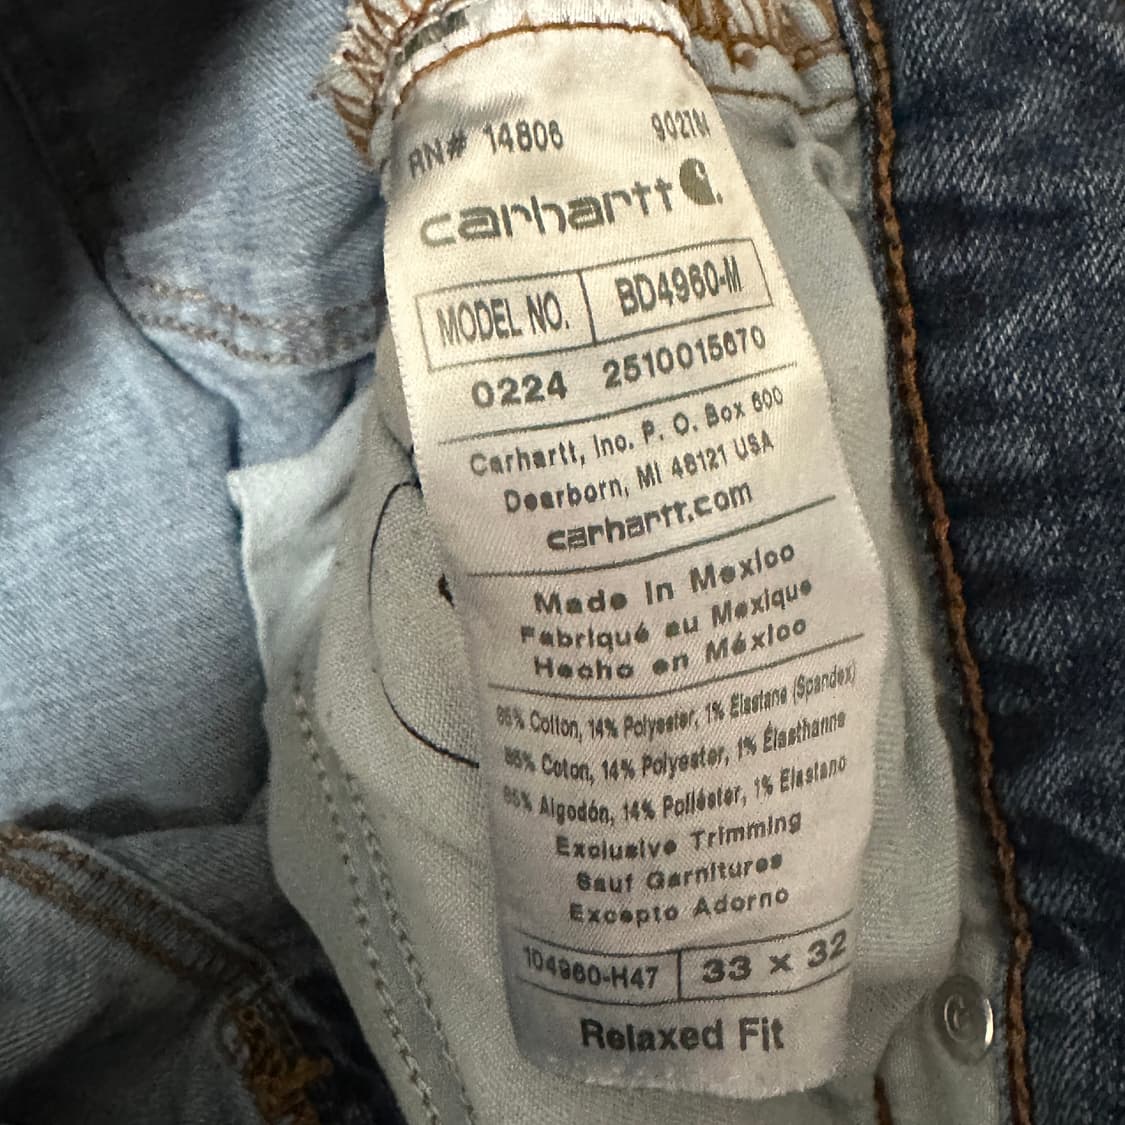 RN# 14806 9027M
carhartt
MODEL NO. BD4960-M
0224 2510015670
Carhartt, Inc. P. O. Box 600
Dearborn, MI 48121 USA
carhartt.com
Made In Mexico
Fabriqué au Mexique
Hecho en México
85% Cotton, 14% Polyester, 1% Elastane (Spandex)
85% Coton, 14% Polyester, 1% Élasthanne
85% Algodón, 14% Poliéster, 1% Elastano
Exclusive Trimming
Sauf Garnitures
Excepto Adorno
104960-H47 33 x 32
Relaxed Fit